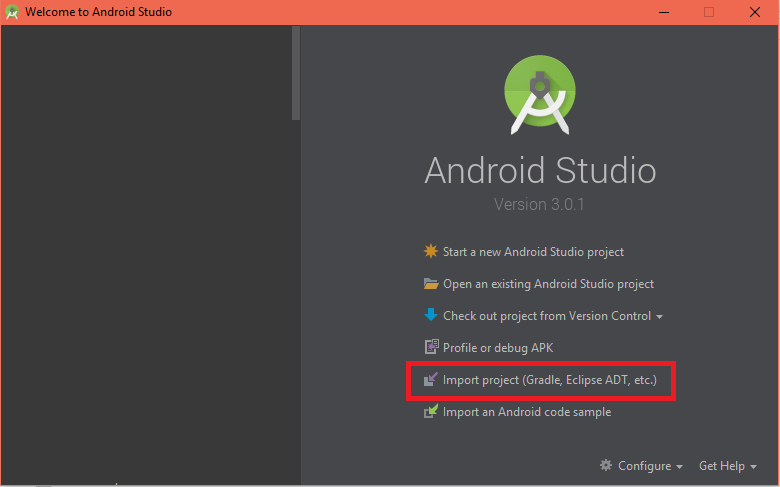 Welcome to Android Studio
Android Studio
Version 3.0.1
Start a new Android Studio project
Open an existing Android Studio project
Check out project from Version Control
Profile or debug APK
Import project (Gradle, Eclipse ADT, etc.)
Import an Android code sample
Configure
Get Help